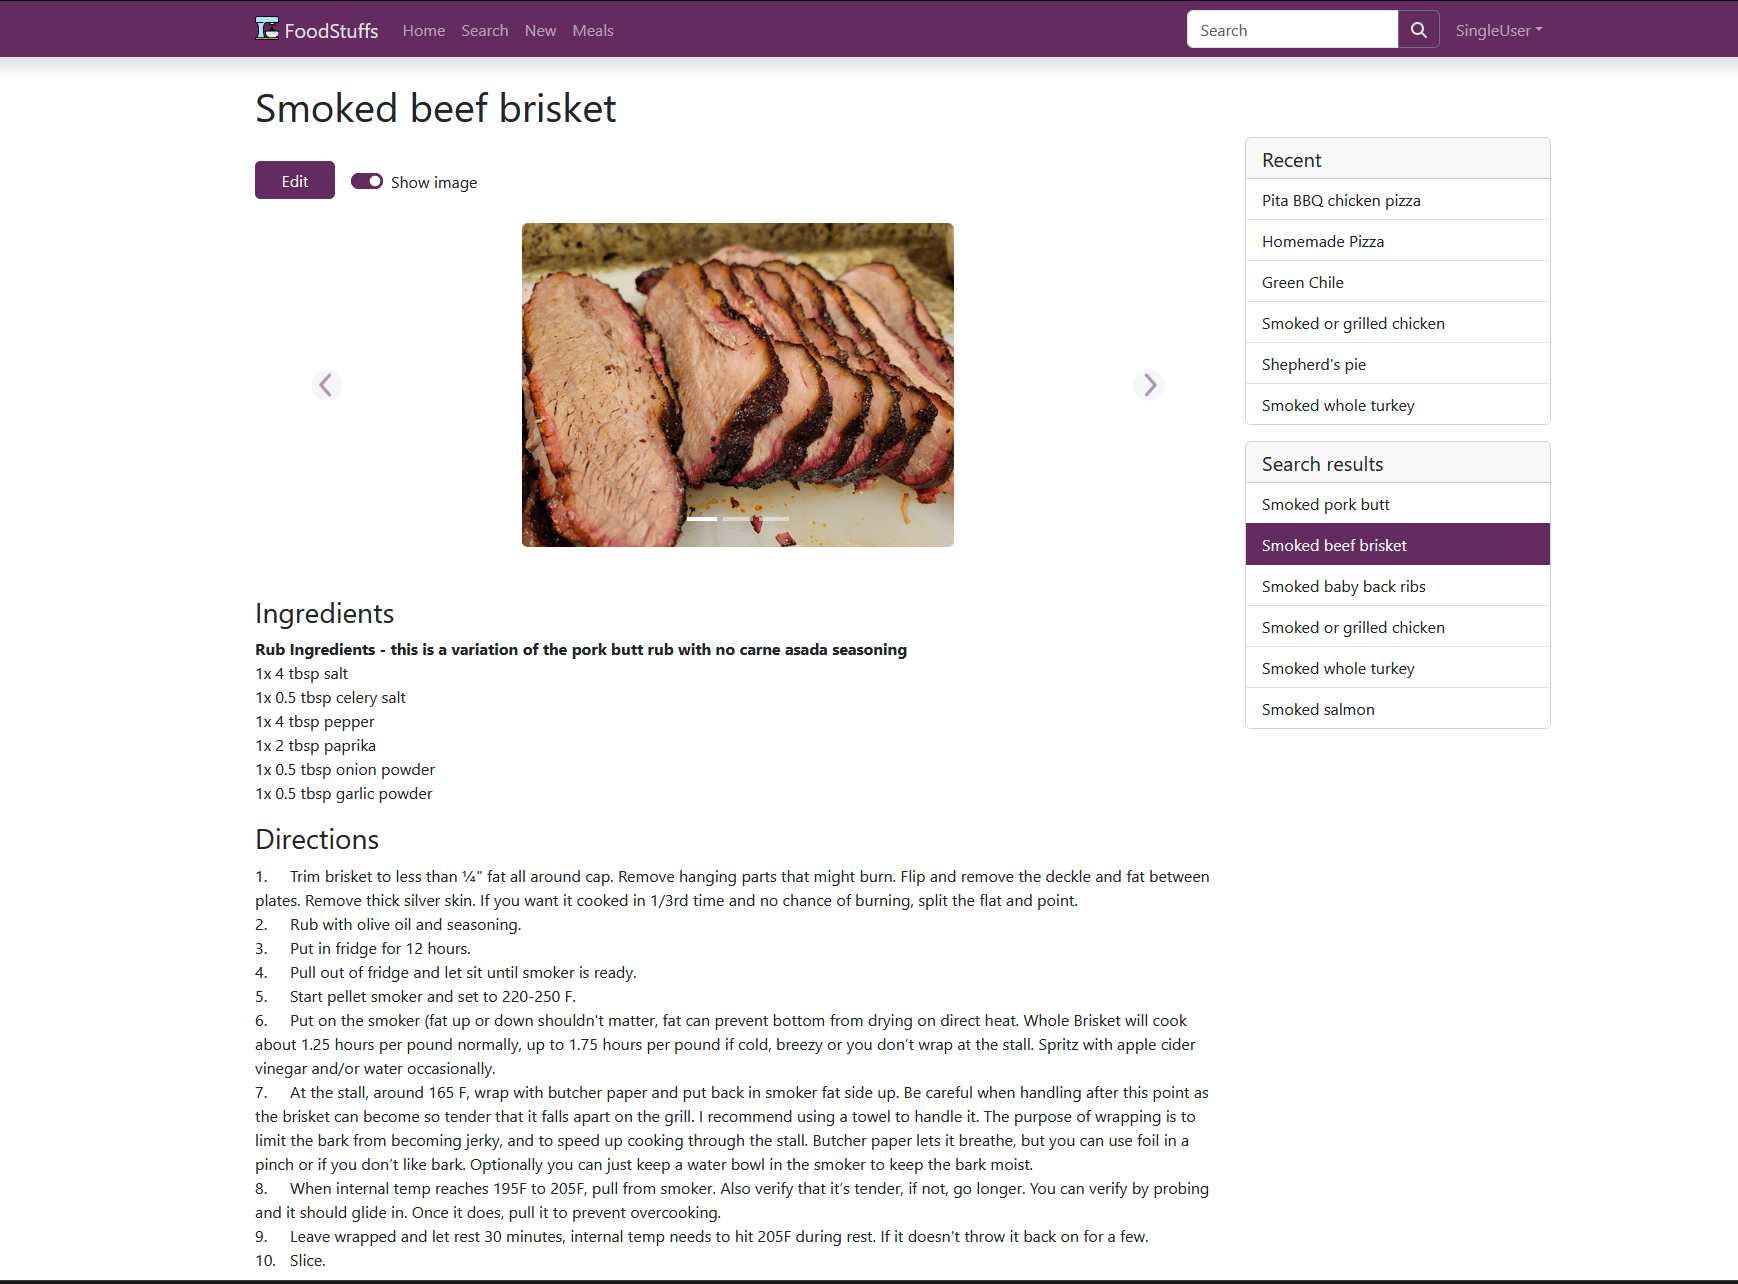 FoodStuffs Home Search New Meals Search SingleUser
Smoked beef brisket
Edit Show image
Ingredients
Rub Ingredients - this is a variation of the pork butt rub with no carne asada seasoning
1x 4 tbsp salt
1x 0.5 tbsp celery salt
1x 4 tbsp pepper
1x 2 tbsp paprika
1x 0.5 tbsp onion powder
1x 0.5 tbsp garlic powder
Directions
1. Trim brisket to less than ¼" fat all around cap. Remove hanging parts that might burn. Flip and remove the deckle and fat between
plates. Remove thick silver skin. If you want it cooked in 1/3rd time and no chance of burning, split the flat and point.
2. Rub with olive oil and seasoning.
3. Put in fridge for 12 hours.
4. Pull out of fridge and let sit until smoker is ready.
5. Start pellet smoker and set to 220-250 F.
6. Put on the smoker (fat up or down shouldn't matter, fat can prevent bottom from drying on direct heat. Whole Brisket will cook
about 1.25 hours per pound normally, up to 1.75 hours per pound if cold, breezy or you don’t wrap at the stall. Spritz with apple cider
vinegar and/or water occasionally.
7. At the stall, around 165 F, wrap with butcher paper and put back in smoker fat side up. Be careful when handling after this point as
the brisket can become so tender that it falls apart on the grill. I recommend using a towel to handle it. The purpose of wrapping is to
limit the bark from becoming jerky, and to speed up cooking through the stall. Butcher paper lets it breathe, but you can use foil in a
pinch or if you don’t like bark. Optionally you can just keep a water bowl in the smoker to keep the bark moist.
8. When internal temp reaches 195F to 205F, pull from smoker. Also verify that it’s tender, if not, go longer. You can verify by probing
and it should glide in. Once it does, pull it to prevent overcooking.
9. Leave wrapped and let rest 30 minutes, internal temp needs to hit 205F during rest. If it doesn't throw it back on for a few.
10. Slice.
Recent
Pita BBQ chicken pizza
Homemade Pizza
Green Chile
Smoked or grilled chicken
Shepherd's pie
Smoked whole turkey
Search results
Smoked pork butt
Smoked beef brisket
Smoked baby back ribs
Smoked or grilled chicken
Smoked whole turkey
Smoked salmon